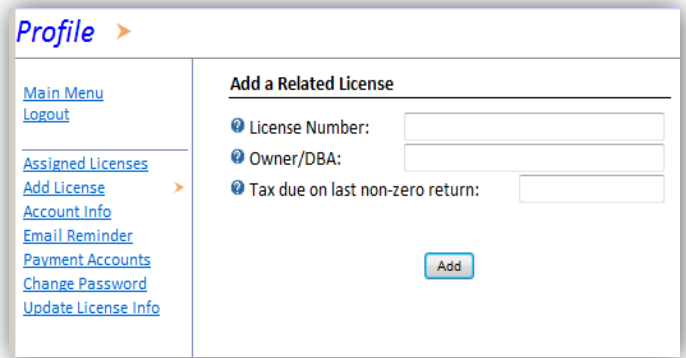 Profile
Main Menu
Logout
Assigned Licenses
Add License
Account Info
Email Reminder
Payment Accounts
Change Password
Update License Info
Add a Related License
License Number:
Owner/DBA:
Tax due on last non-zero return:
Add